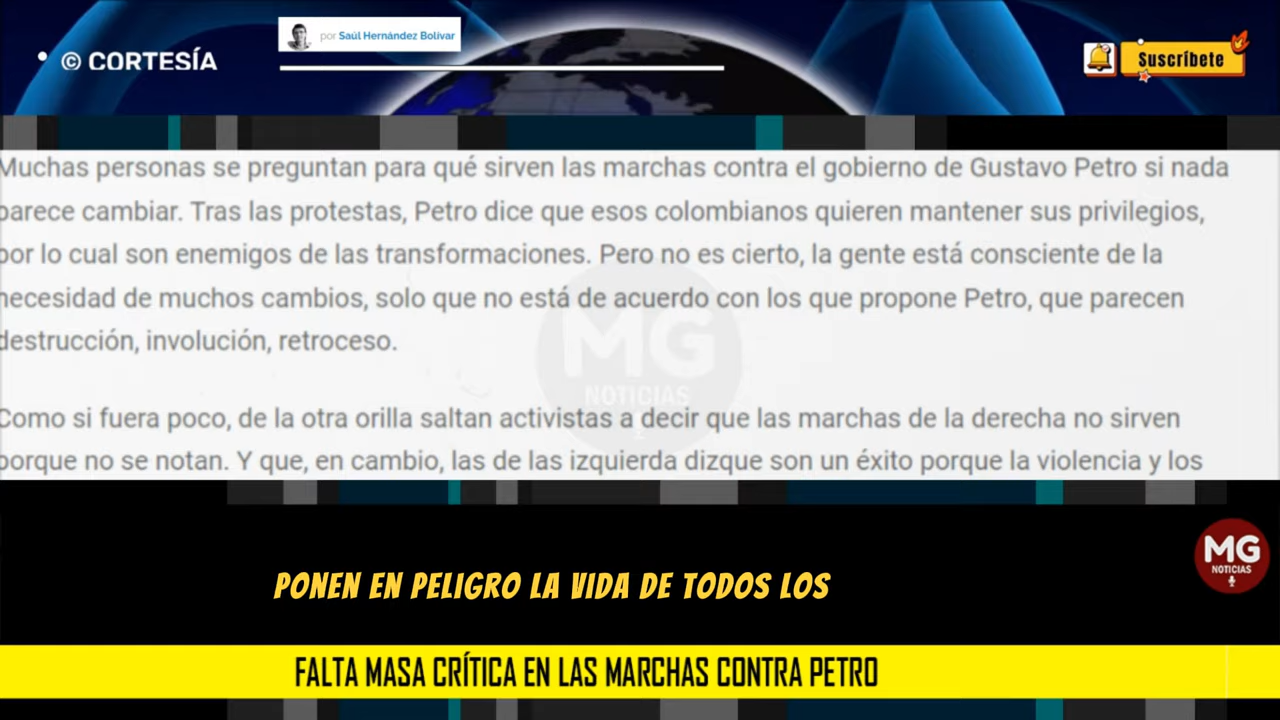 © CORTESÍA
por Saúl Hernández Bolívar
Suscríbete
Muchas personas se preguntan para qué sirven las marchas contra el gobierno de Gustavo Petro si nada
parece cambiar. Tras las protestas, Petro dice que esos colombianos quieren mantener sus privilegios,
por lo cual son enemigos de las transformaciones. Pero no es cierto, la gente está consciente de la
necesidad de muchos cambios, solo que no está de acuerdo con los que propone Petro, que parecen
destrucción, involución, retroceso.
MG
NOTICIAS
Como si fuera poco, de la otra orilla saltan activistas a decir que las marchas de la derecha no sirven
porque no se notan. Y que, en cambio, las de las izquierda dizque son un éxito porque la violencia y los
MG
NOTICIAS
PONEN EN PELIGRO LA VIDA DE TODOS LOS
FALTA MASA CRÍTICA EN LAS MARCHAS CONTRA PETRO